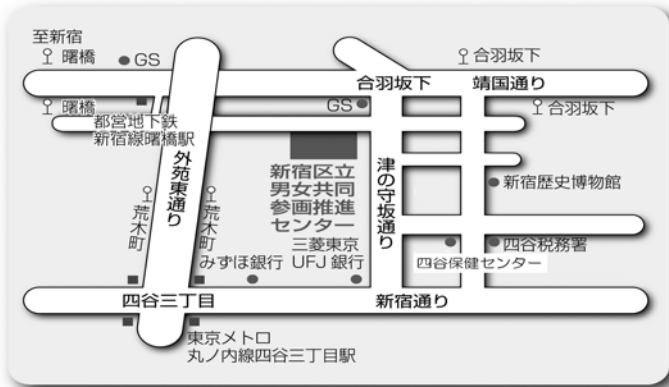 至新宿
曙橋
GS
合羽坂下
合羽坂下
靖国通り
曙橋
GS
合羽坂下
都営地下鉄
新宿線曙橋駅
外苑東通り
新宿区立
男女共同
参画推進
センター
津の守坂通り
新宿歴史博物館
荒木町
荒木町
三菱東京
UFJ銀行
みずほ銀行
四谷税務署
四谷保健センター
四谷三丁目
新宿通り
東京メトロ
丸ノ内線四谷三丁目駅